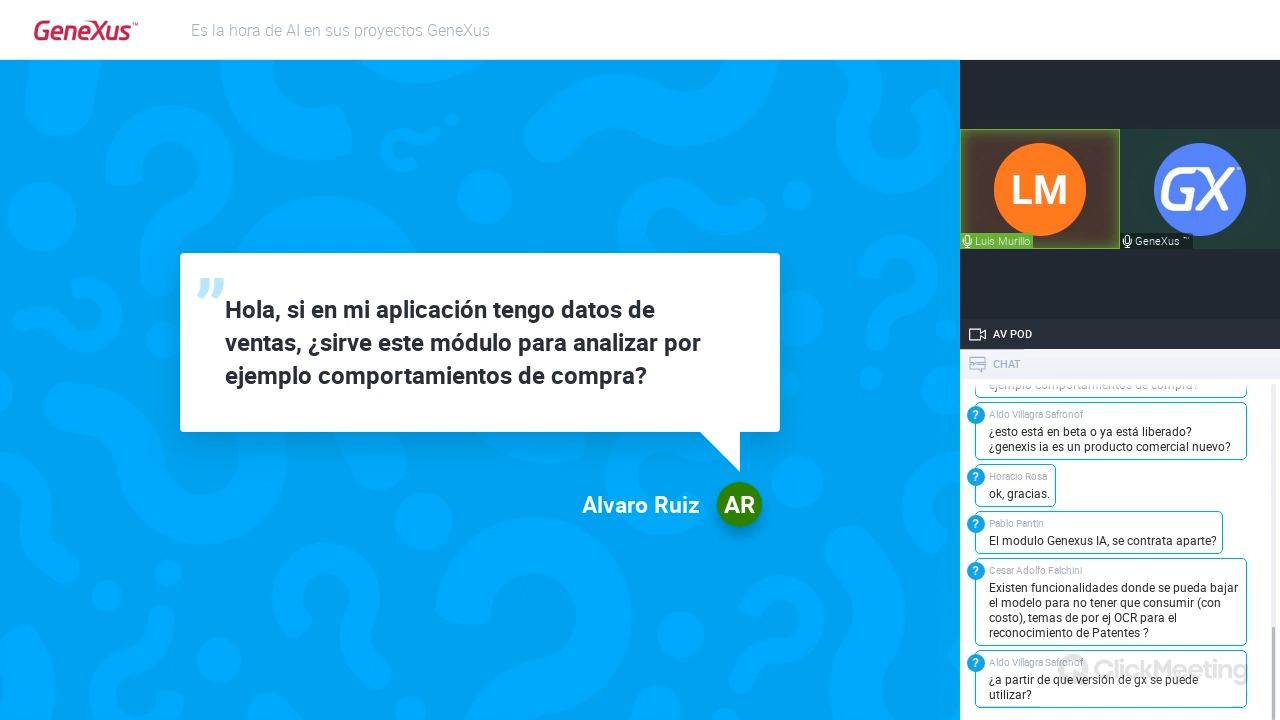 GeneXus™
Es la hora de AI en sus proyectos GeneXus
LM
GX
Luis Murillo
GeneXus ™
AV POD
CHAT
”
Hola, si en mi aplicación tengo datos de
ventas, ¿sirve este módulo para analizar por
ejemplo comportamientos de compra?
Alvaro Ruiz
AR
ejemplo comportamientos de compra?
?
Aldo Villagra Safronof
¿esto está en beta o ya está liberado?
¿genexis ia es un producto comercial nuevo?
?
Horacio Rosa
ok, gracias.
?
Pablo Pantin
El modulo Genexus IA, se contrata aparte?
?
Cesar Adolfo Falchini
Existen funcionalidades donde se pueda bajar
el modelo para no tener que consumir (con
costo), temas de por ej OCR para el
reconocimiento de Patentes ?
?
Aldo Villagra Safronof
¿a partir de que versión de gx se puede
utilizar?
ClickMeeting